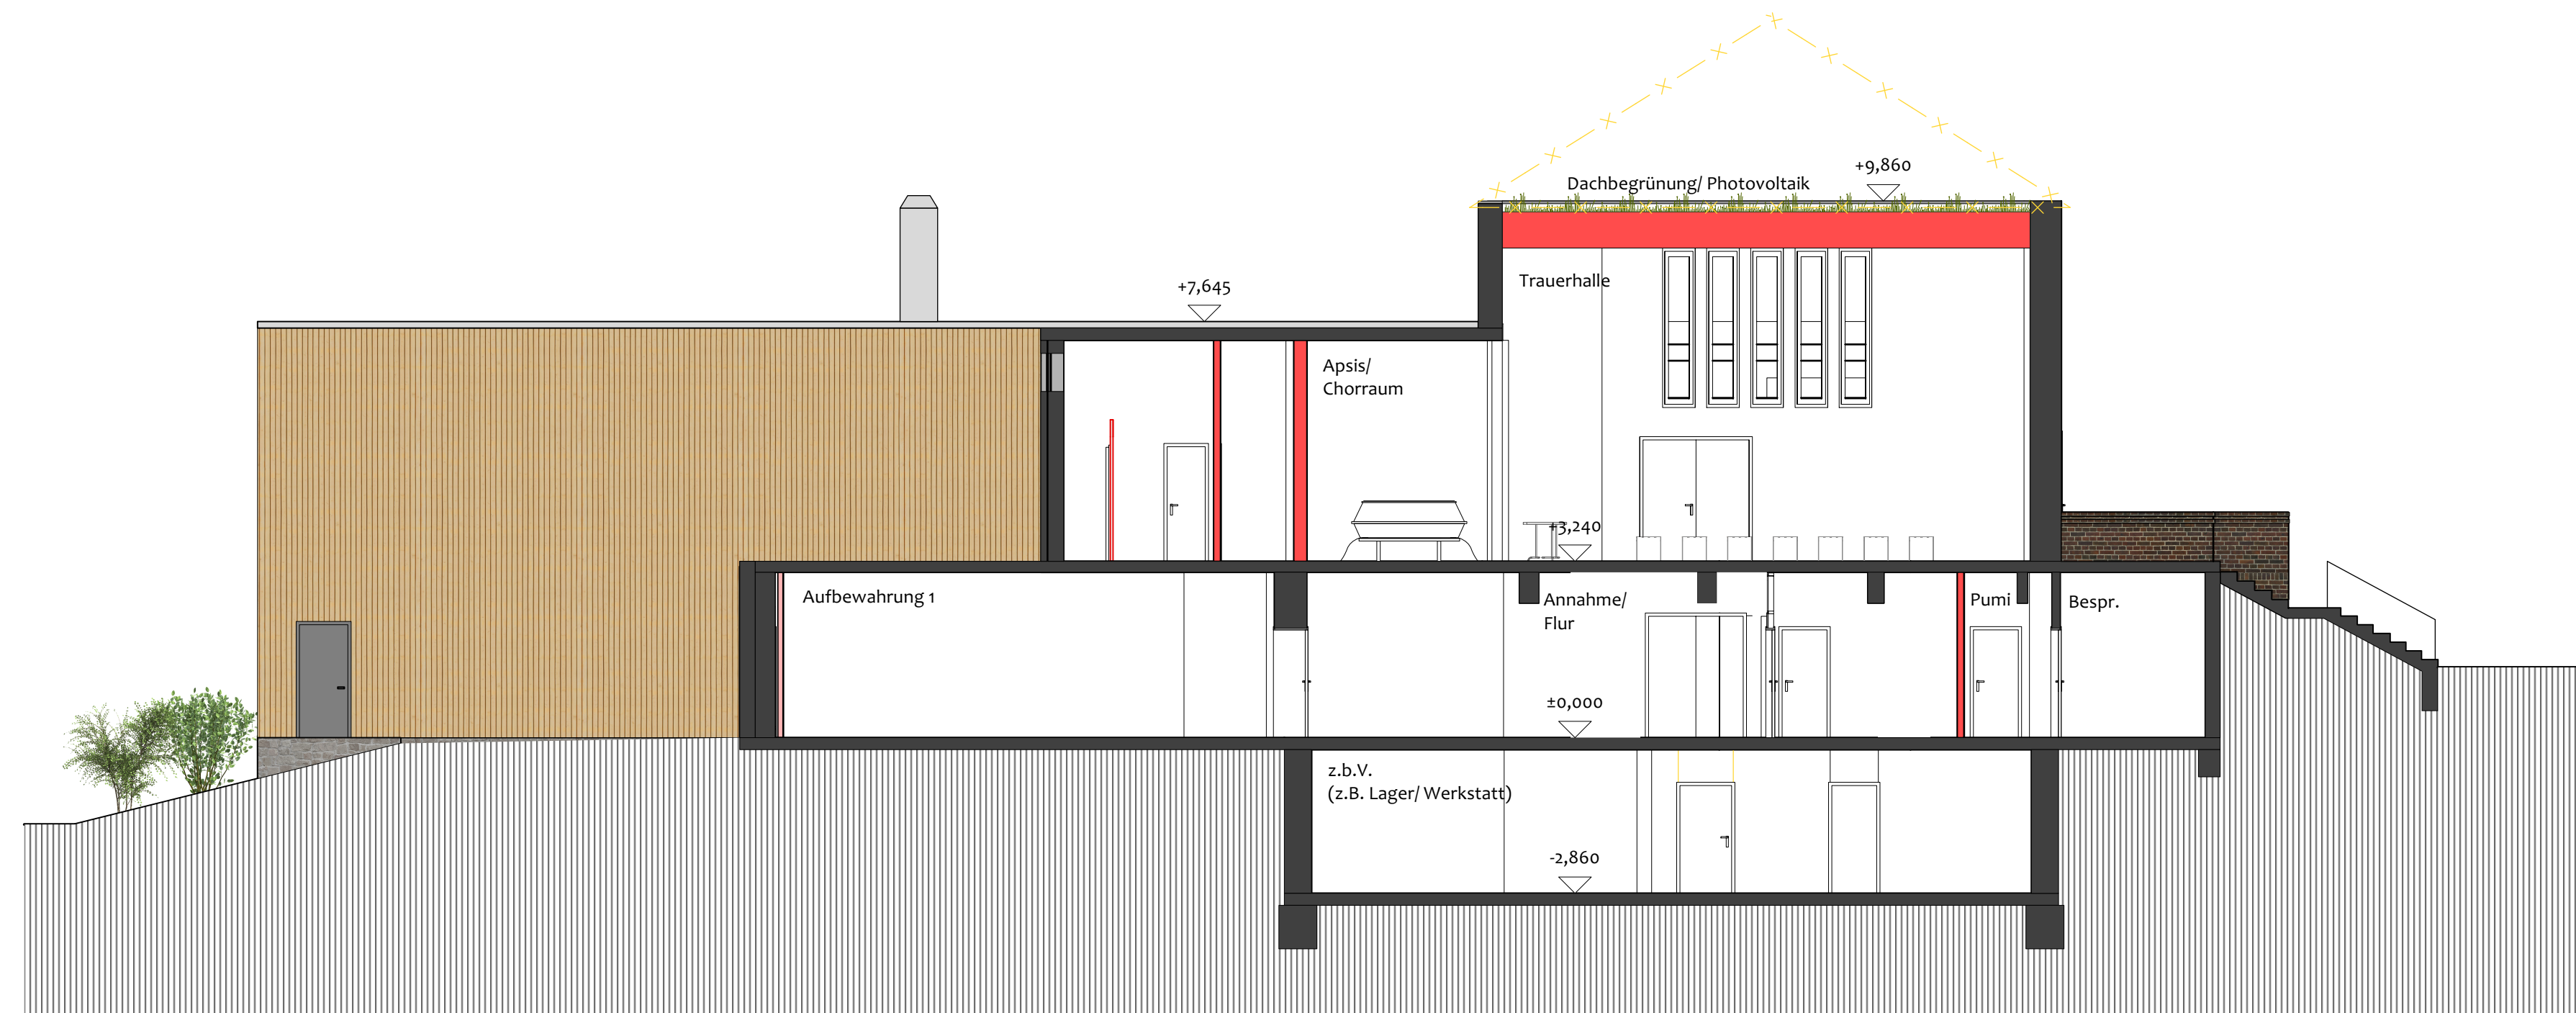 +9,860
Dachbegrünung/ Photovoltaik
Trauerhalle
+7,645
Apsis/
Chorraum
+3,240
Aufbewahrung 1
Annahme/
Flur
Pumi
Bespr.
±0,000
z.b.V.
(z.B. Lager/ Werkstatt)
-2,860